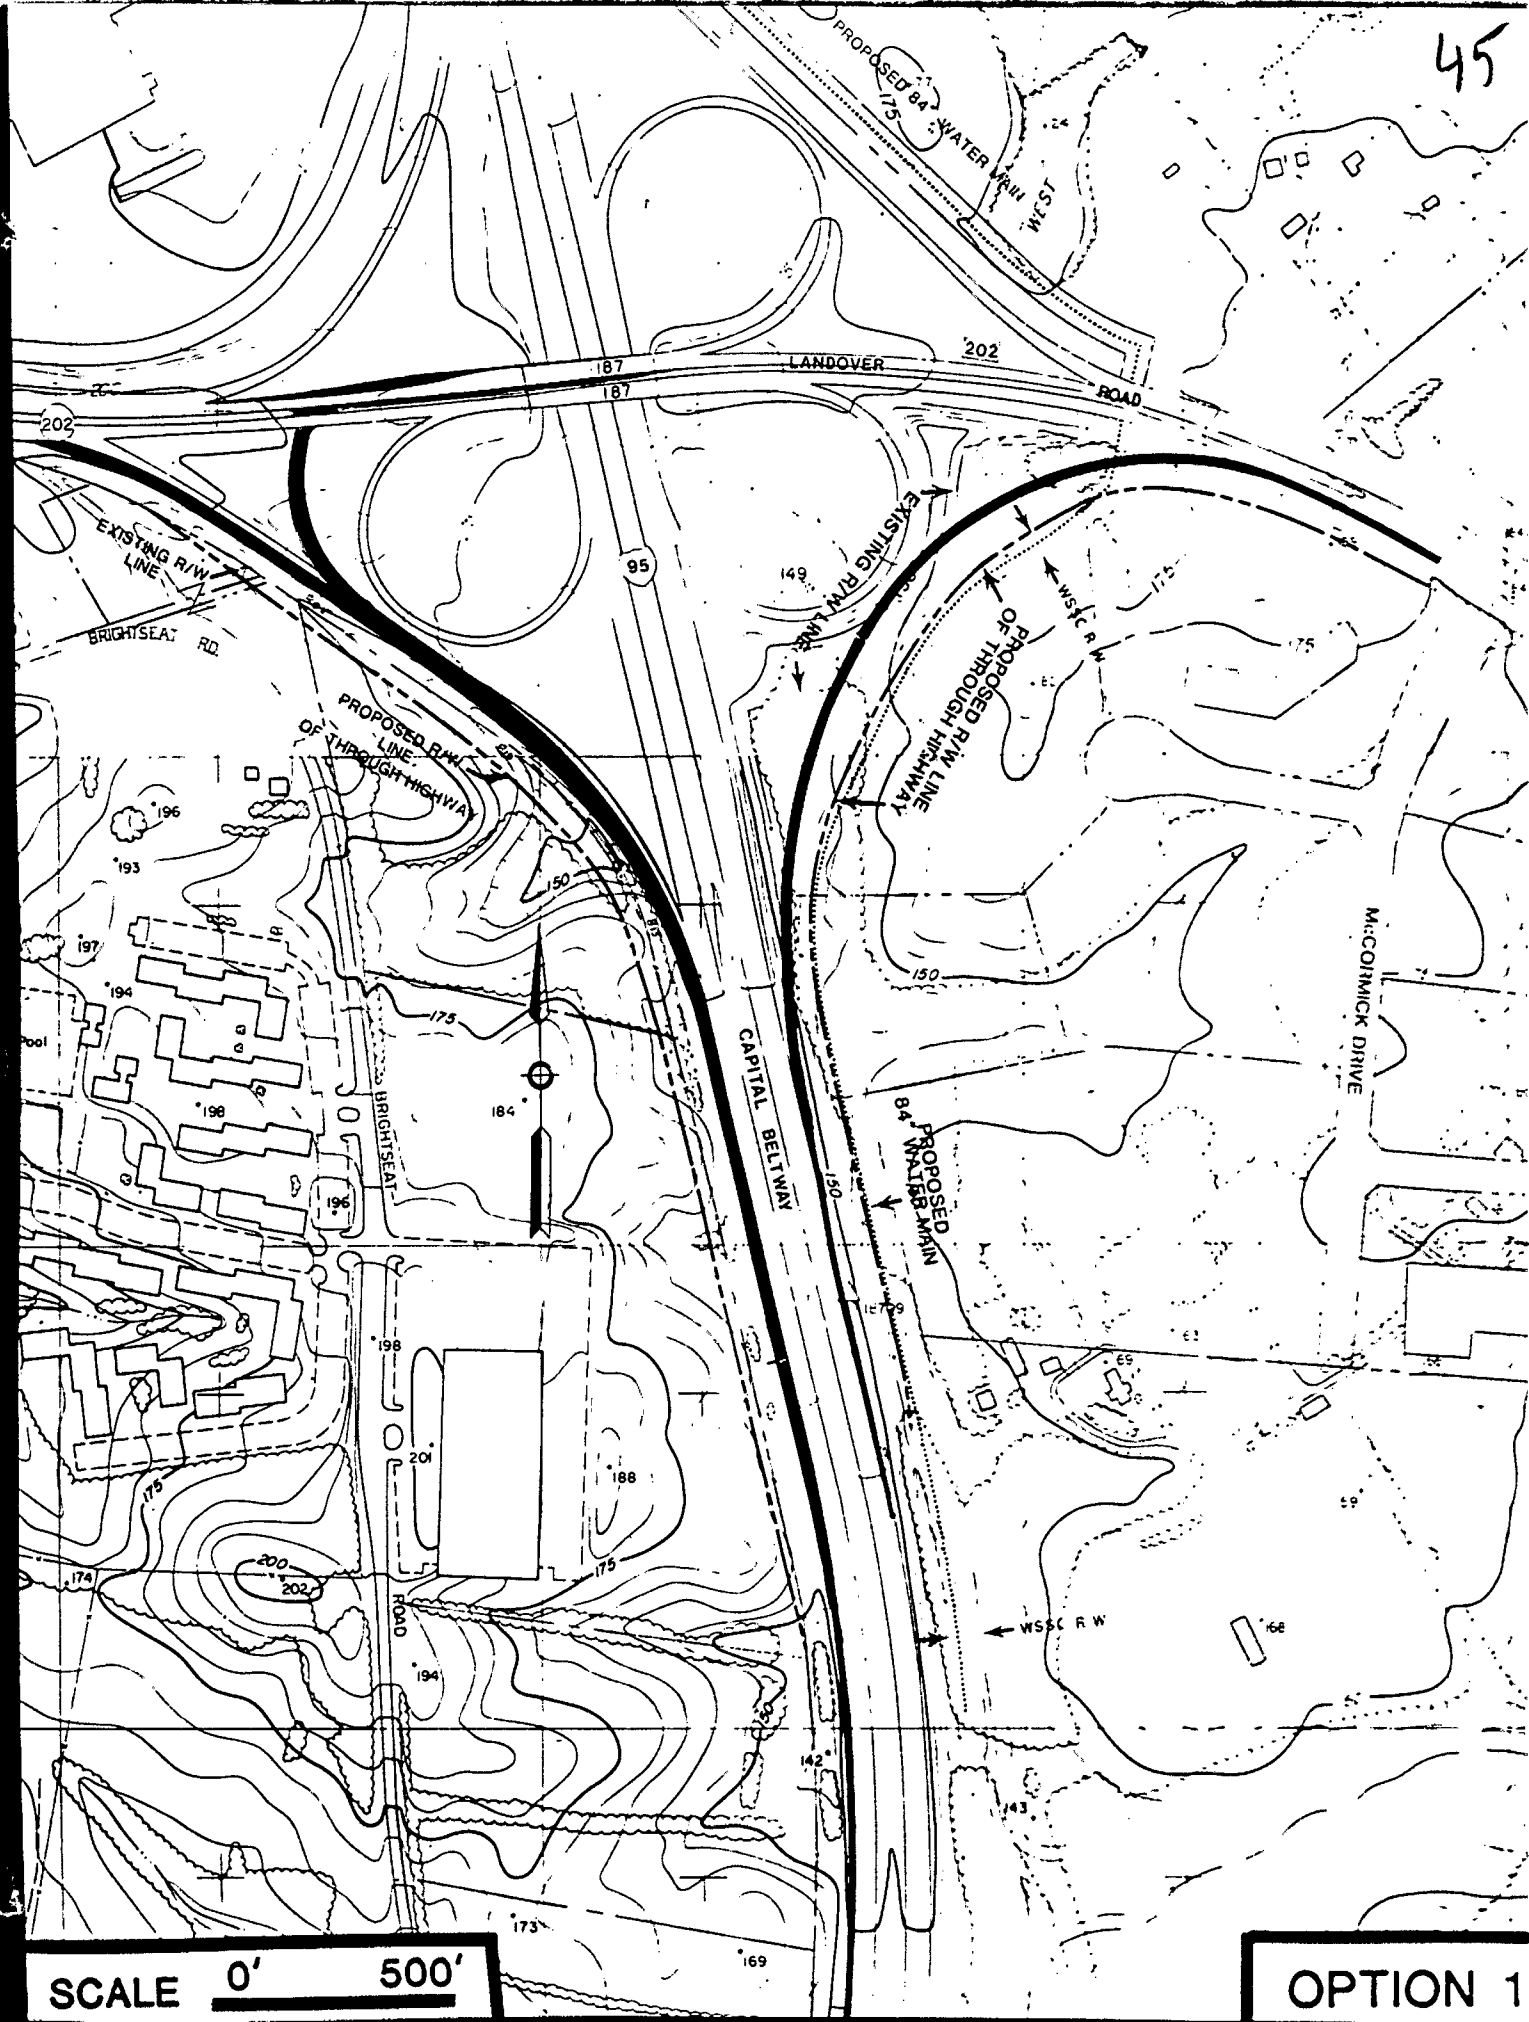 45
PROPOSED 84" WATER MAIN
175
WEST
187
187
LANDOVER
202
ROAD
202
EXISTING R/W
LINE
BRIGHTSEAT RD.
95
149
EXISTING R/W LINE
WSSC R W
175
175
PROPOSED R/W LINE
OF THROUGH HIGHWAY
PROPOSED R/W
LINE
OF THROUGH HIGHWAY
196
193
150
197
194
150
175
Pool
McCORMICK DRIVE
CAPITAL BELTWAY
198
184
BRIGHTSEAT
PROPOSED
84" WATER MAIN
150
196
198
69
201
188
175
200
202
175
174
ROAD
WSSC R W
168
194
150
142
143
173
169
SCALE 0' 500'
OPTION 1